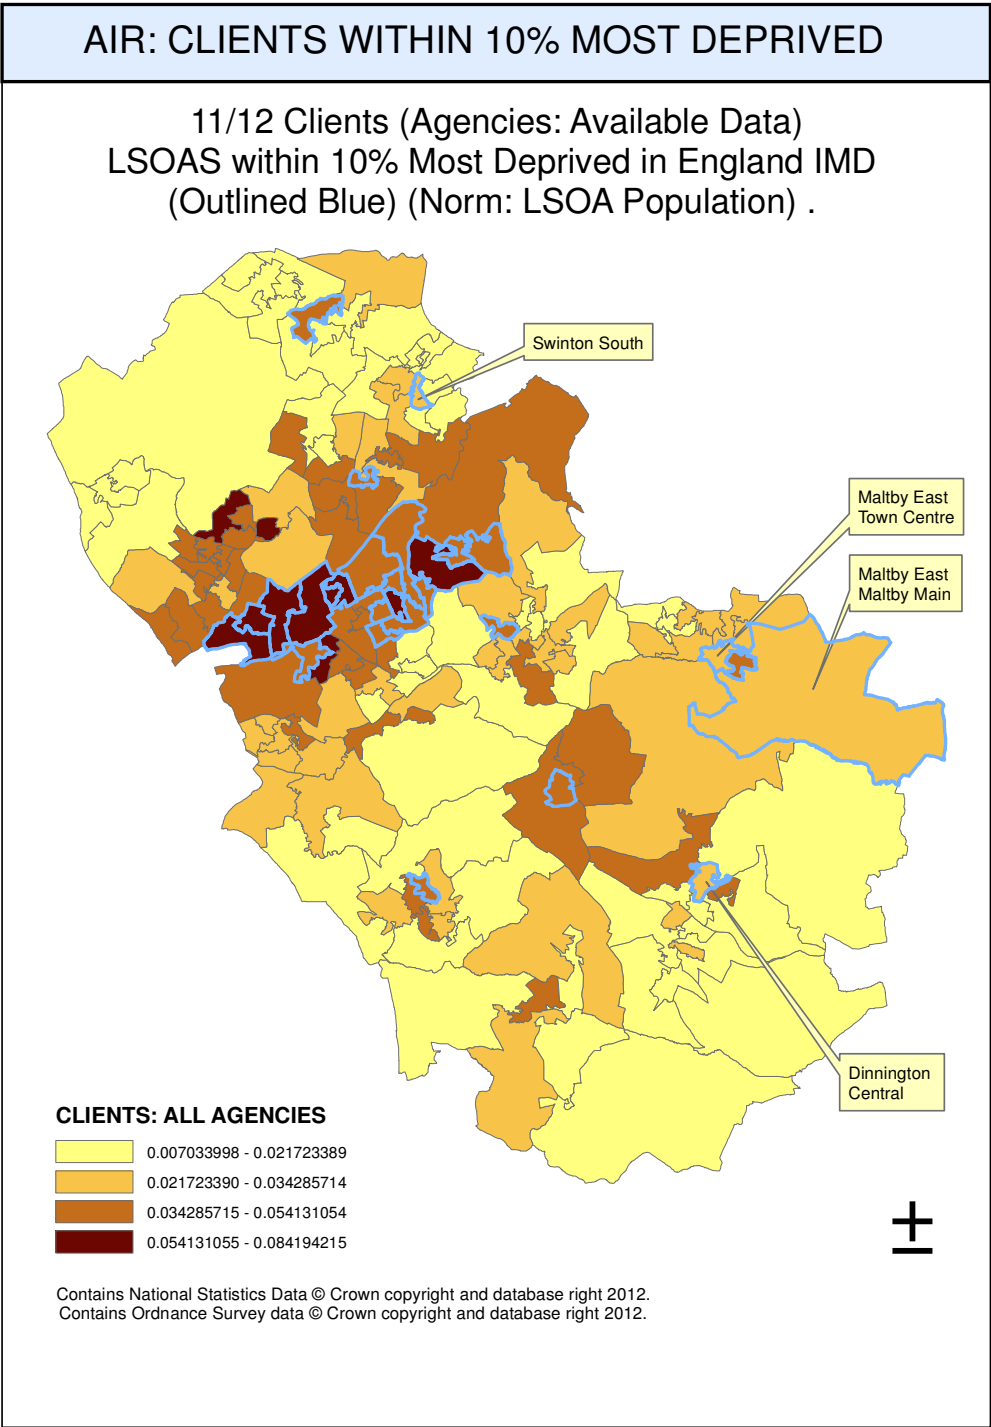 AIR: CLIENTS WITHIN 10% MOST DEPRIVED
11/12 Clients (Agencies: Available Data)
LSOAS within 10% Most Deprived in England IMD
(Outlined Blue) (Norm: LSOA Population) .
Swinton South
Maltby East
Town Centre
Maltby East
Maltby Main
Dinnington
Central
CLIENTS: ALL AGENCIES
0.007033998 - 0.021723389
0.021723390 - 0.034285714
0.034285715 - 0.054131054
0.054131055 - 0.084194215
±
Contains National Statistics Data © Crown copyright and database right 2012.
Contains Ordnance Survey data © Crown copyright and database right 2012.